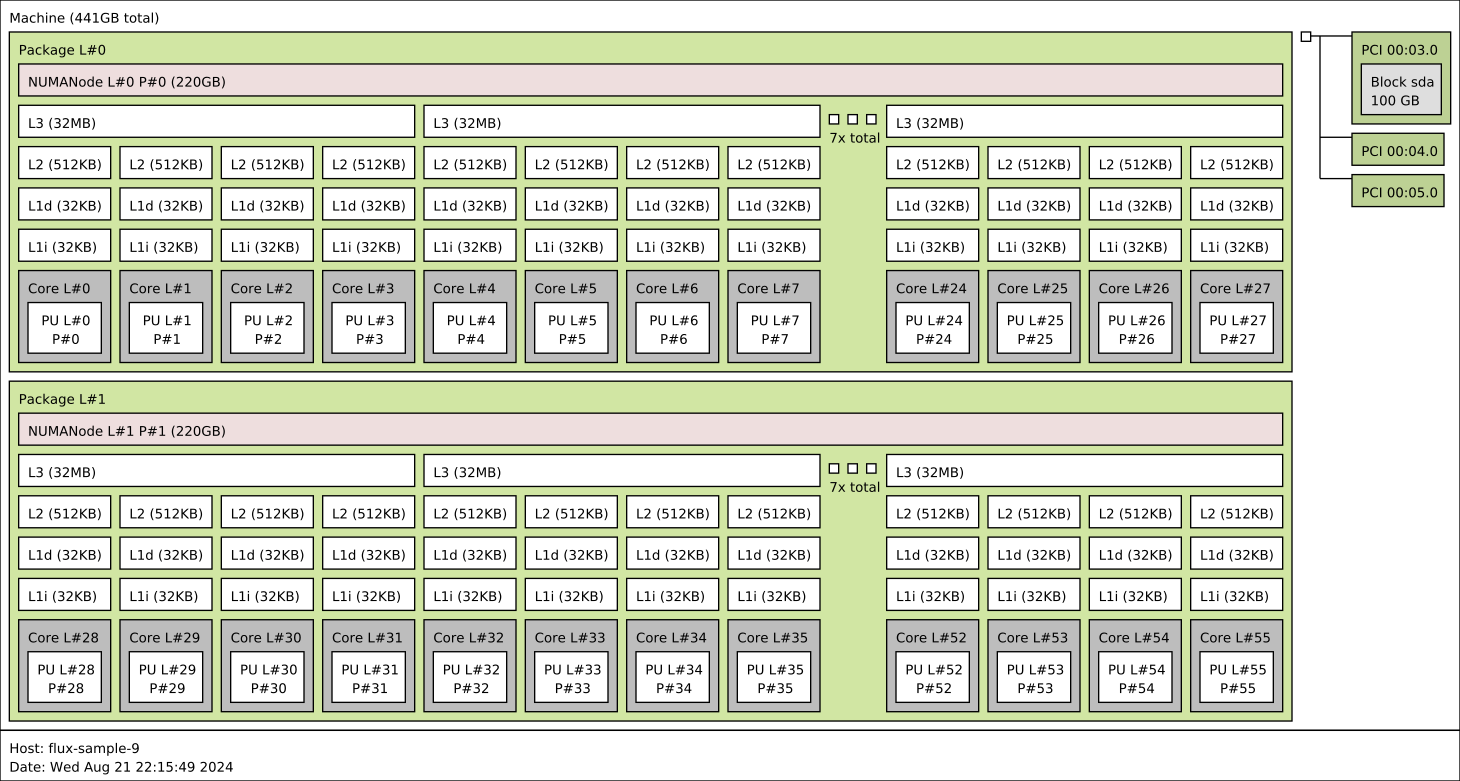 Machine (441GB total)
Package L#0
NUMANode L#0 P#0 (220GB)
L3 (32MB) L3 (32MB) 7x total L3 (32MB)
L2 (512KB) L2 (512KB) L2 (512KB) L2 (512KB) L2 (512KB) L2 (512KB) L2 (512KB) L2 (512KB) L2 (512KB) L2 (512KB) L2 (512KB) L2 (512KB)
L1d (32KB) L1d (32KB) L1d (32KB) L1d (32KB) L1d (32KB) L1d (32KB) L1d (32KB) L1d (32KB) L1d (32KB) L1d (32KB) L1d (32KB) L1d (32KB)
L1i (32KB) L1i (32KB) L1i (32KB) L1i (32KB) L1i (32KB) L1i (32KB) L1i (32KB) L1i (32KB) L1i (32KB) L1i (32KB) L1i (32KB) L1i (32KB)
Core L#0 Core L#1 Core L#2 Core L#3 Core L#4 Core L#5 Core L#6 Core L#7 Core L#24 Core L#25 Core L#26 Core L#27
PU L#0 PU L#1 PU L#2 PU L#3 PU L#4 PU L#5 PU L#6 PU L#7 PU L#24 PU L#25 PU L#26 PU L#27
P#0 P#1 P#2 P#3 P#4 P#5 P#6 P#7 P#24 P#25 P#26 P#27
Package L#1
NUMANode L#1 P#1 (220GB)
L3 (32MB) L3 (32MB) 7x total L3 (32MB)
L2 (512KB) L2 (512KB) L2 (512KB) L2 (512KB) L2 (512KB) L2 (512KB) L2 (512KB) L2 (512KB) L2 (512KB) L2 (512KB) L2 (512KB) L2 (512KB)
L1d (32KB) L1d (32KB) L1d (32KB) L1d (32KB) L1d (32KB) L1d (32KB) L1d (32KB) L1d (32KB) L1d (32KB) L1d (32KB) L1d (32KB) L1d (32KB)
L1i (32KB) L1i (32KB) L1i (32KB) L1i (32KB) L1i (32KB) L1i (32KB) L1i (32KB) L1i (32KB) L1i (32KB) L1i (32KB) L1i (32KB) L1i (32KB)
Core L#28 Core L#29 Core L#30 Core L#31 Core L#32 Core L#33 Core L#34 Core L#35 Core L#52 Core L#53 Core L#54 Core L#55
PU L#28 PU L#29 PU L#30 PU L#31 PU L#32 PU L#33 PU L#34 PU L#35 PU L#52 PU L#53 PU L#54 PU L#55
P#28 P#29 P#30 P#31 P#32 P#33 P#34 P#35 P#52 P#53 P#54 P#55
PCI 00:03.0
Block sda
100 GB
PCI 00:04.0
PCI 00:05.0
Host: flux-sample-9
Date: Wed Aug 21 22:15:49 2024